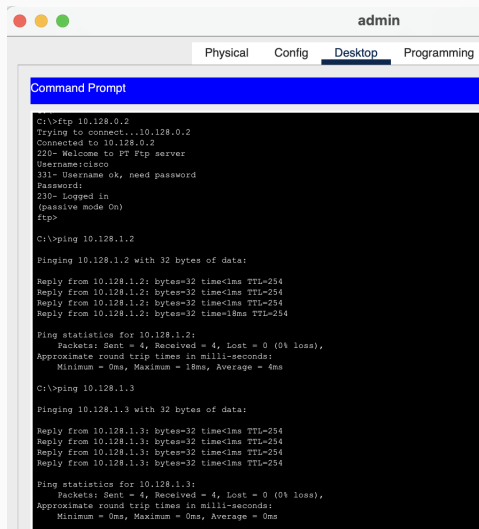 admin
Physical Config Desktop Programming
Command Prompt
C:\>ftp 10.128.0.2
Trying to connect...10.128.0.2
Connected to 10.128.0.2
220- Welcome to PT Ftp server
Username:cisco
331- Username ok, need password
Password:
230- Logged in
(passive mode On)
ftp>
C:\>ping 10.128.1.2
Pinging 10.128.1.2 with 32 bytes of data:
Reply from 10.128.1.2: bytes=32 time<1ms TTL=254
Reply from 10.128.1.2: bytes=32 time<1ms TTL=254
Reply from 10.128.1.2: bytes=32 time<1ms TTL=254
Reply from 10.128.1.2: bytes=32 time=18ms TTL=254
Ping statistics for 10.128.1.2:
Packets: Sent = 4, Received = 4, Lost = 0 (0% loss),
Approximate round trip times in milli-seconds:
Minimum = 0ms, Maximum = 18ms, Average = 4ms
C:\>ping 10.128.1.3
Pinging 10.128.1.3 with 32 bytes of data:
Reply from 10.128.1.3: bytes=32 time<1ms TTL=254
Reply from 10.128.1.3: bytes=32 time<1ms TTL=254
Reply from 10.128.1.3: bytes=32 time<1ms TTL=254
Reply from 10.128.1.3: bytes=32 time<1ms TTL=254
Ping statistics for 10.128.1.3:
Packets: Sent = 4, Received = 4, Lost = 0 (0% loss),
Approximate round trip times in milli-seconds:
Minimum = 0ms, Maximum = 0ms, Average = 0ms